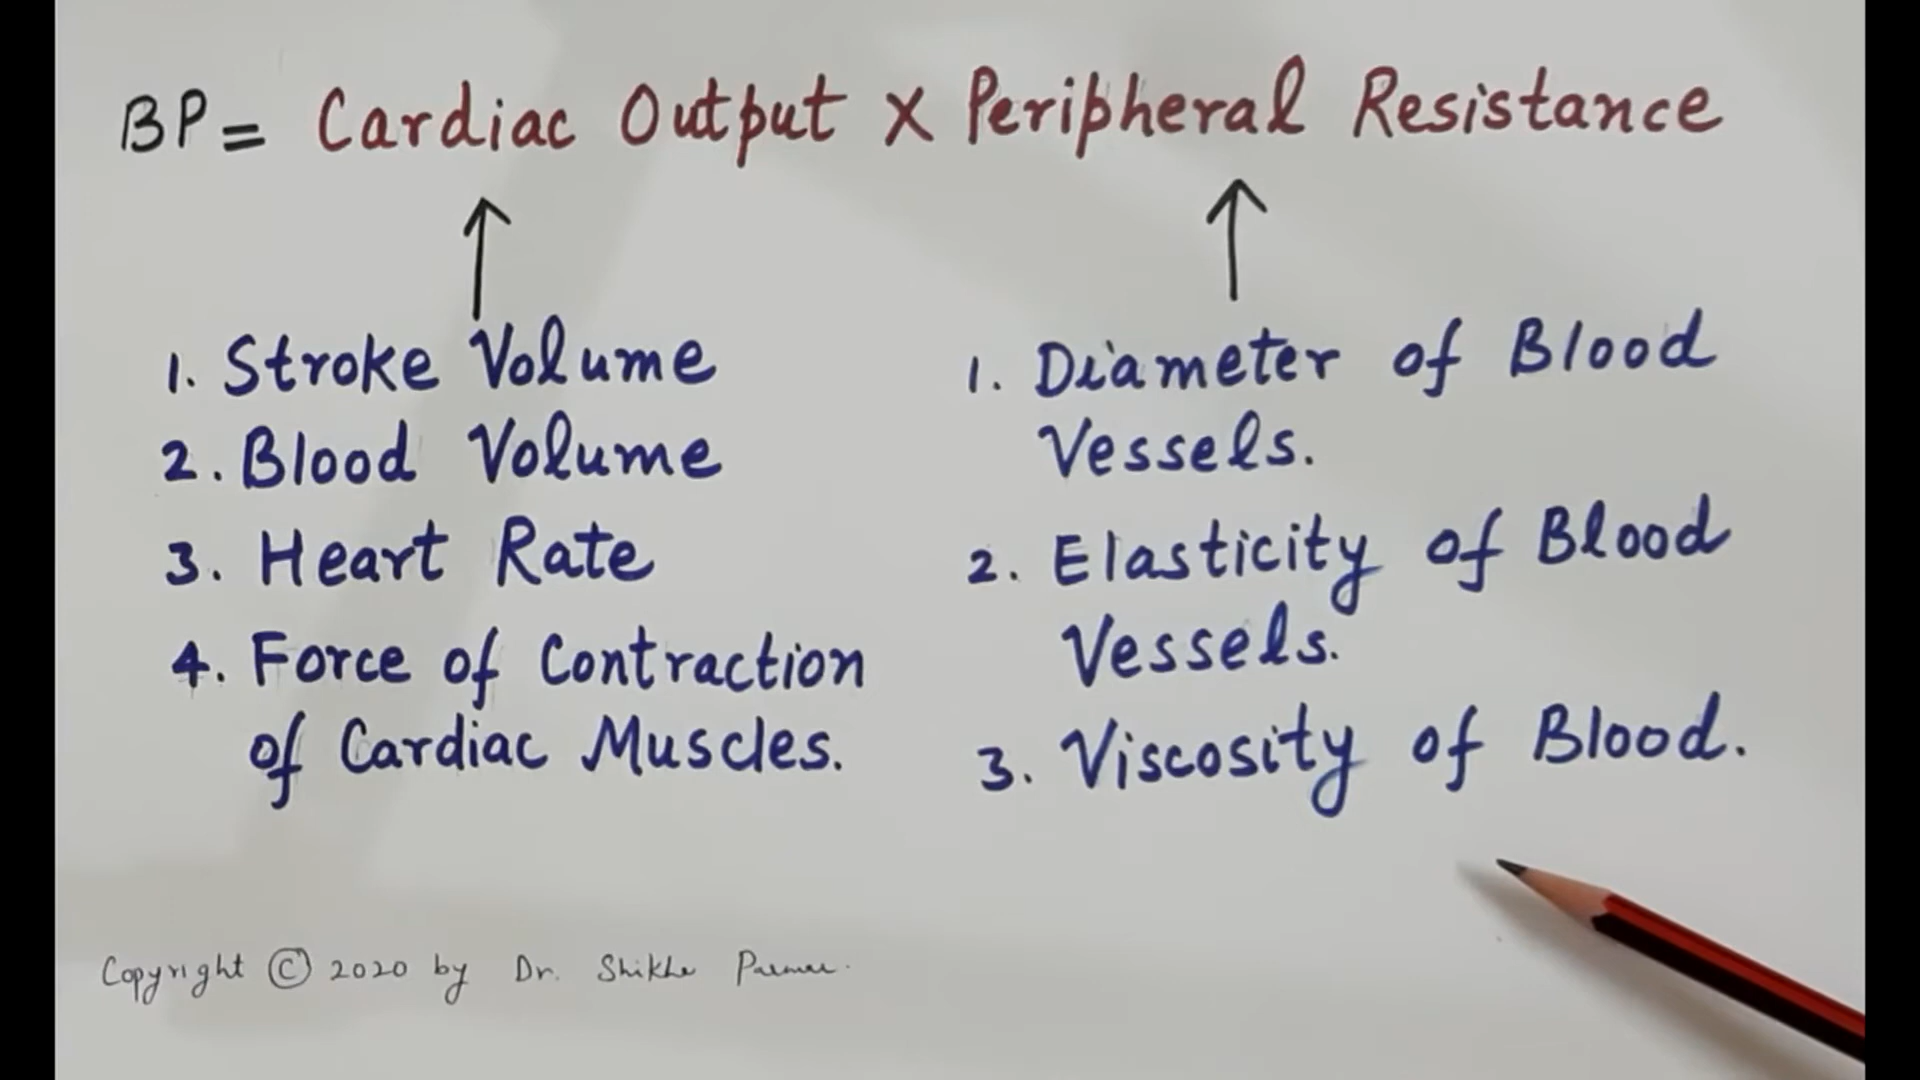 BP = Cardiac Output X Peripheral Resistance
1. Stroke Volume
2. Blood Volume
3. Heart Rate
4. Force of Contraction
of Cardiac Muscles.
1. Diameter of Blood
Vessels.
2. Elasticity of Blood
Vessels.
3. Viscosity of Blood.
Copyright © 2020 by Dr. Shikha Parmar.